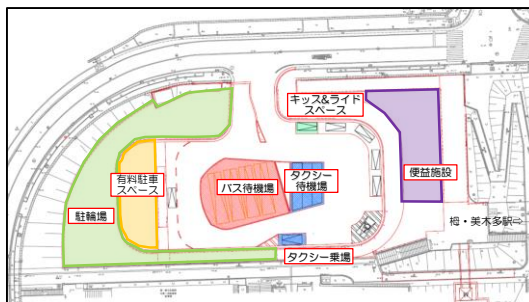 キッス&ライド
スペース
有料駐車
スペース
バス待機場
タクシー
待機場
便益施設
駐輪場
栂・美木多駅⇨
タクシー乗場